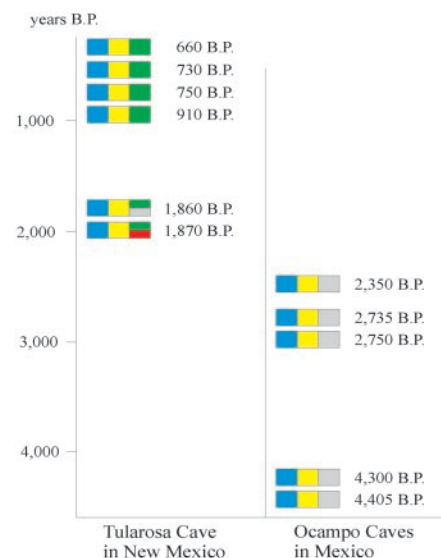 years B.P.
660 B.P.
730 B.P.
750 B.P.
910 B.P.
1,000
1,860 B.P.
1,870 B.P.
2,000
2,350 B.P.
2,735 B.P.
2,750 B.P.
3,000
4,000
4,300 B.P.
4,405 B.P.
Tularosa Cave
in New Mexico
Ocampo Caves
in Mexico